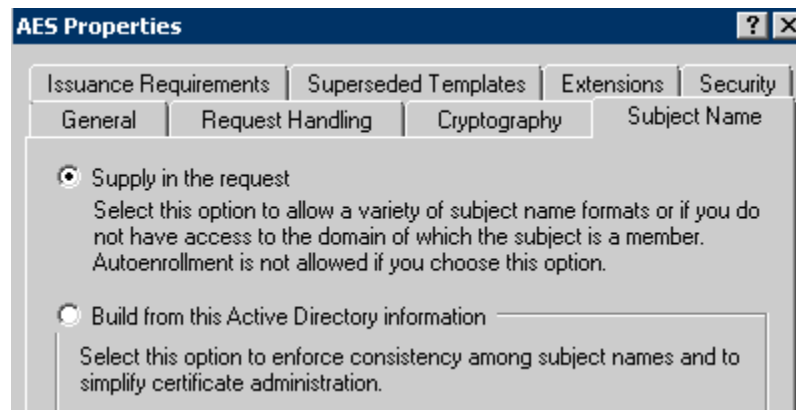 AES Properties
Issuance Requirements Superseded Templates Extensions Security
General Request Handling Cryptography Subject Name
Supply in the request
Select this option to allow a variety of subject name formats or if you do
not have access to the domain of which the subject is a member.
Autoenrollment is not allowed if you choose this option.
Build from this Active Directory information
Select this option to enforce consistency among subject names and to
simplify certificate administration.